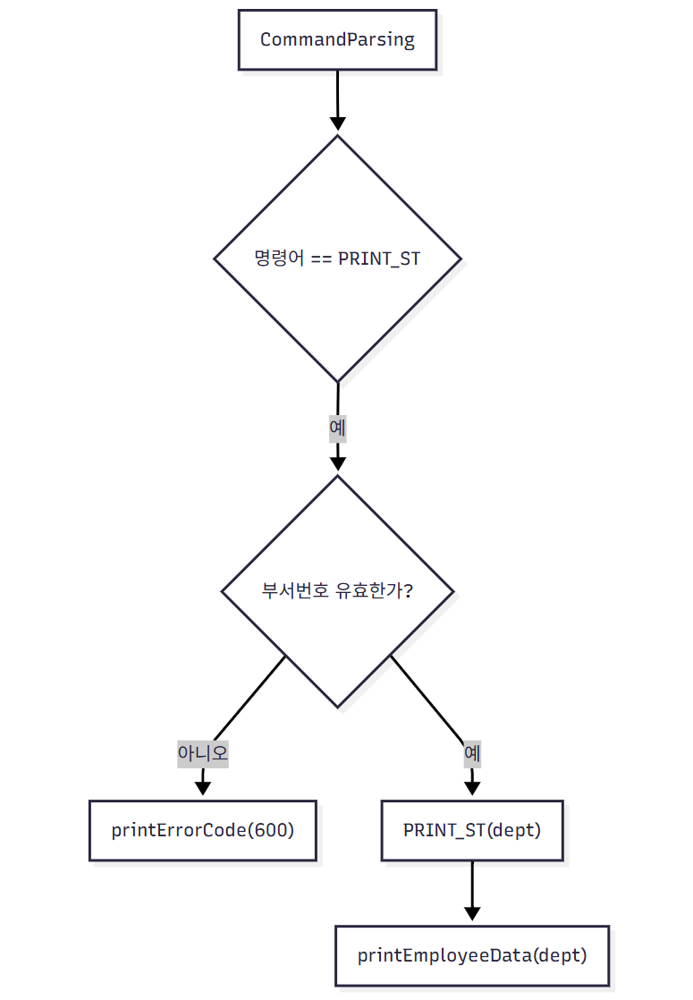 CommandParsing
명령어 == PRINT_ST
예
부서번호 유효한가?
아니오
예
printErrorCode(600)
PRINT_ST(dept)
printEmployeeData(dept)